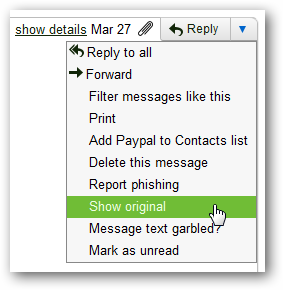 show details Mar 27 Reply
Reply to all
Forward
Filter messages like this
Print
Add Paypal to Contacts list
Delete this message
Report phishing
Show original
Message text garbled?
Mark as unread